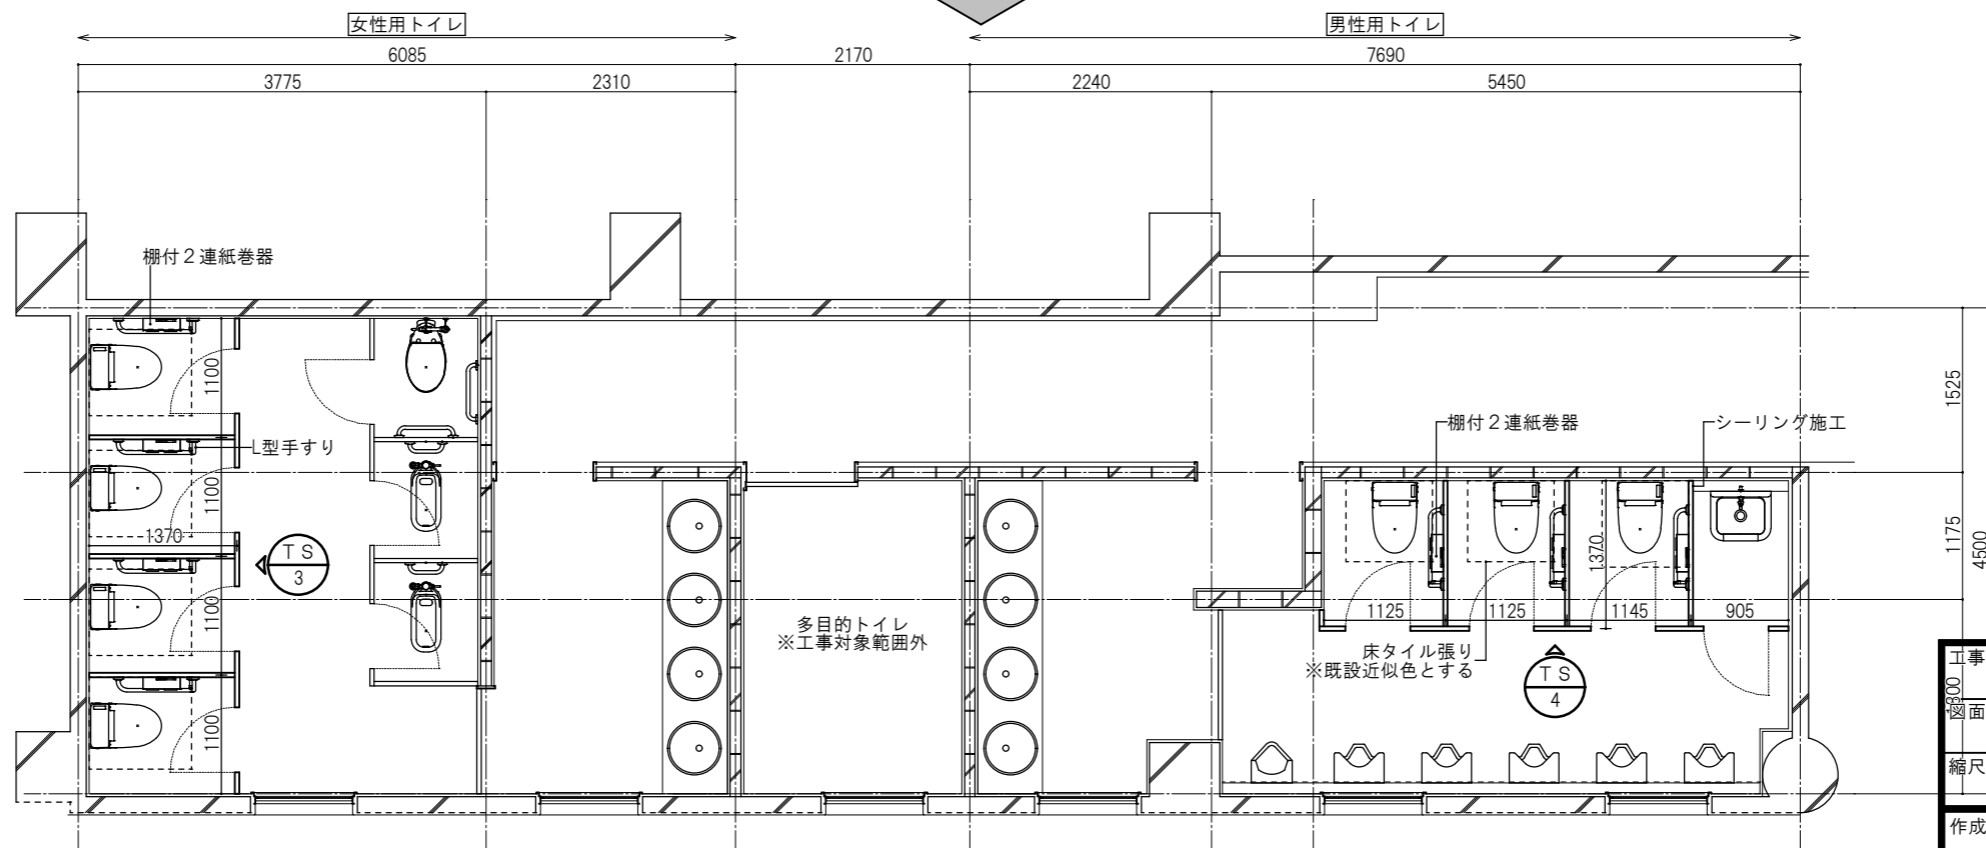 女性用トイレ
男性用トイレ
6085
2170
7690
3775
2310
2240
5450
棚付２連紙巻器
L型手すり
1100
1100
1370
1100
1100
ＴＳ
3
多目的トイレ
※工事対象範囲外
棚付２連紙巻器
シーリング施工
1370
1125
1125
1145
905
床タイル張り
※既設近似色とする
ＴＳ
4
1525
1175
4500
工事
図面
縮尺
作成